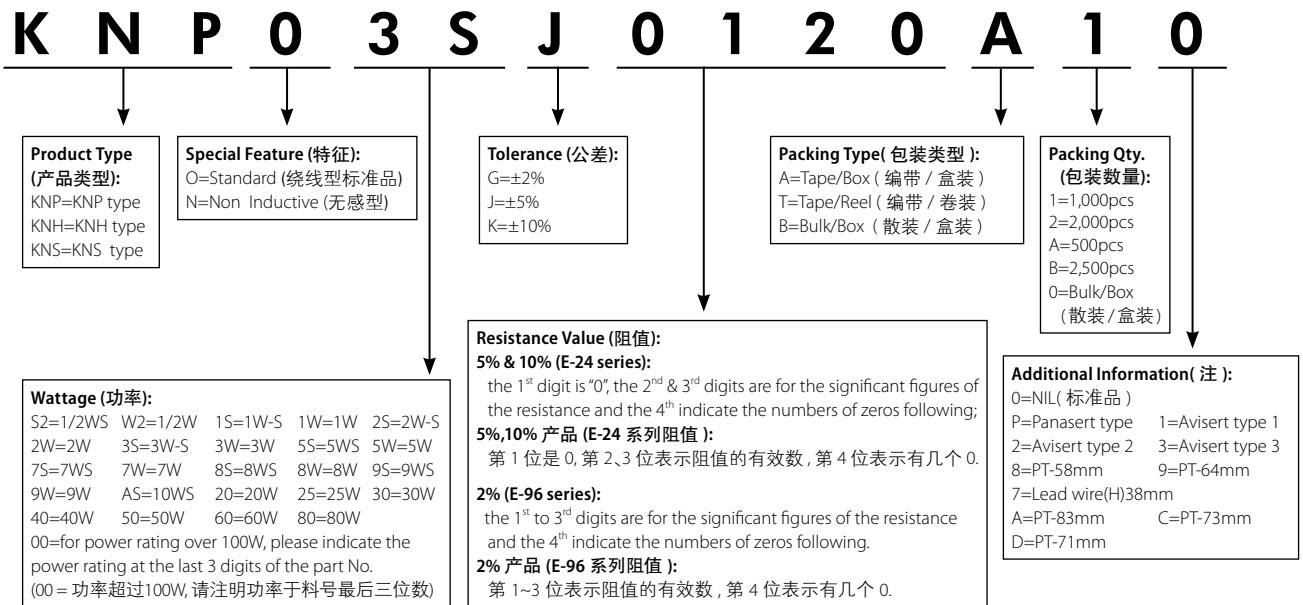 K N P 0 3 S J 0 1 2 0 A 1 0
Product Type
(产品类型):
KNP=KNP type
KNH=KNH type
KNS=KNS type
Special Feature (特征):
O=Standard (绕线型标准品)
N=Non Inductive (无感型)
Tolerance (公差):
G=±2%
J=±5%
K=±10%
Packing Type( 包装类型 ):
A=Tape/Box ( 编带 / 盒装 )
T=Tape/Reel ( 编带 / 卷装 )
B=Bulk/Box ( 散装 / 盒装 )
Packing Qty.
(包装数量):
1=1,000pcs
2=2,000pcs
A=500pcs
B=2,500pcs
0=Bulk/Box
(散装/盒装)
Wattage (功率):
S2=1/2WS W2=1/2W 1S=1W-S 1W=1W 2S=2W-S
2W=2W 3S=3W-S 3W=3W 5S=5WS 5W=5W
7S=7WS 7W=7W 8S=8WS 8W=8W 9S=9WS
9W=9W AS=10WS 20=20W 25=25W 30=30W
40=40W 50=50W 60=60W 80=80W
00=for power rating over 100W, please indicate the
power rating at the last 3 digits of the part No.
(00 = 功率超过100W, 请注明功率于料号最后三位数)
Resistance Value (阻值):
5% & 10% (E-24 series):
the 1st digit is “0”, the 2nd & 3rd digits are for the significant figures of
the resistance and the 4th indicate the numbers of zeros following;
5%,10% 产品 (E-24 系列阻值 ):
第 1 位是 0, 第 2、3 位表示阻值的有效数 , 第 4 位表示有几个 0.
2% (E-96 series):
the 1st to 3rd digits are for the significant figures of the resistance
and the 4th indicate the numbers of zeros following.
2% 产品 (E-96 系列阻值 ):
第 1~3 位表示阻值的有效数 , 第 4 位表示有几个 0.
Additional Information( 注 ):
0=NIL( 标准品 )
P=Panasert type 1=Avisert type 1
2=Avisert type 2 3=Avisert type 3
8=PT-58mm 9=PT-64mm
7=Lead wire(H)38mm
A=PT-83mm C=PT-73mm
D=PT-71mm